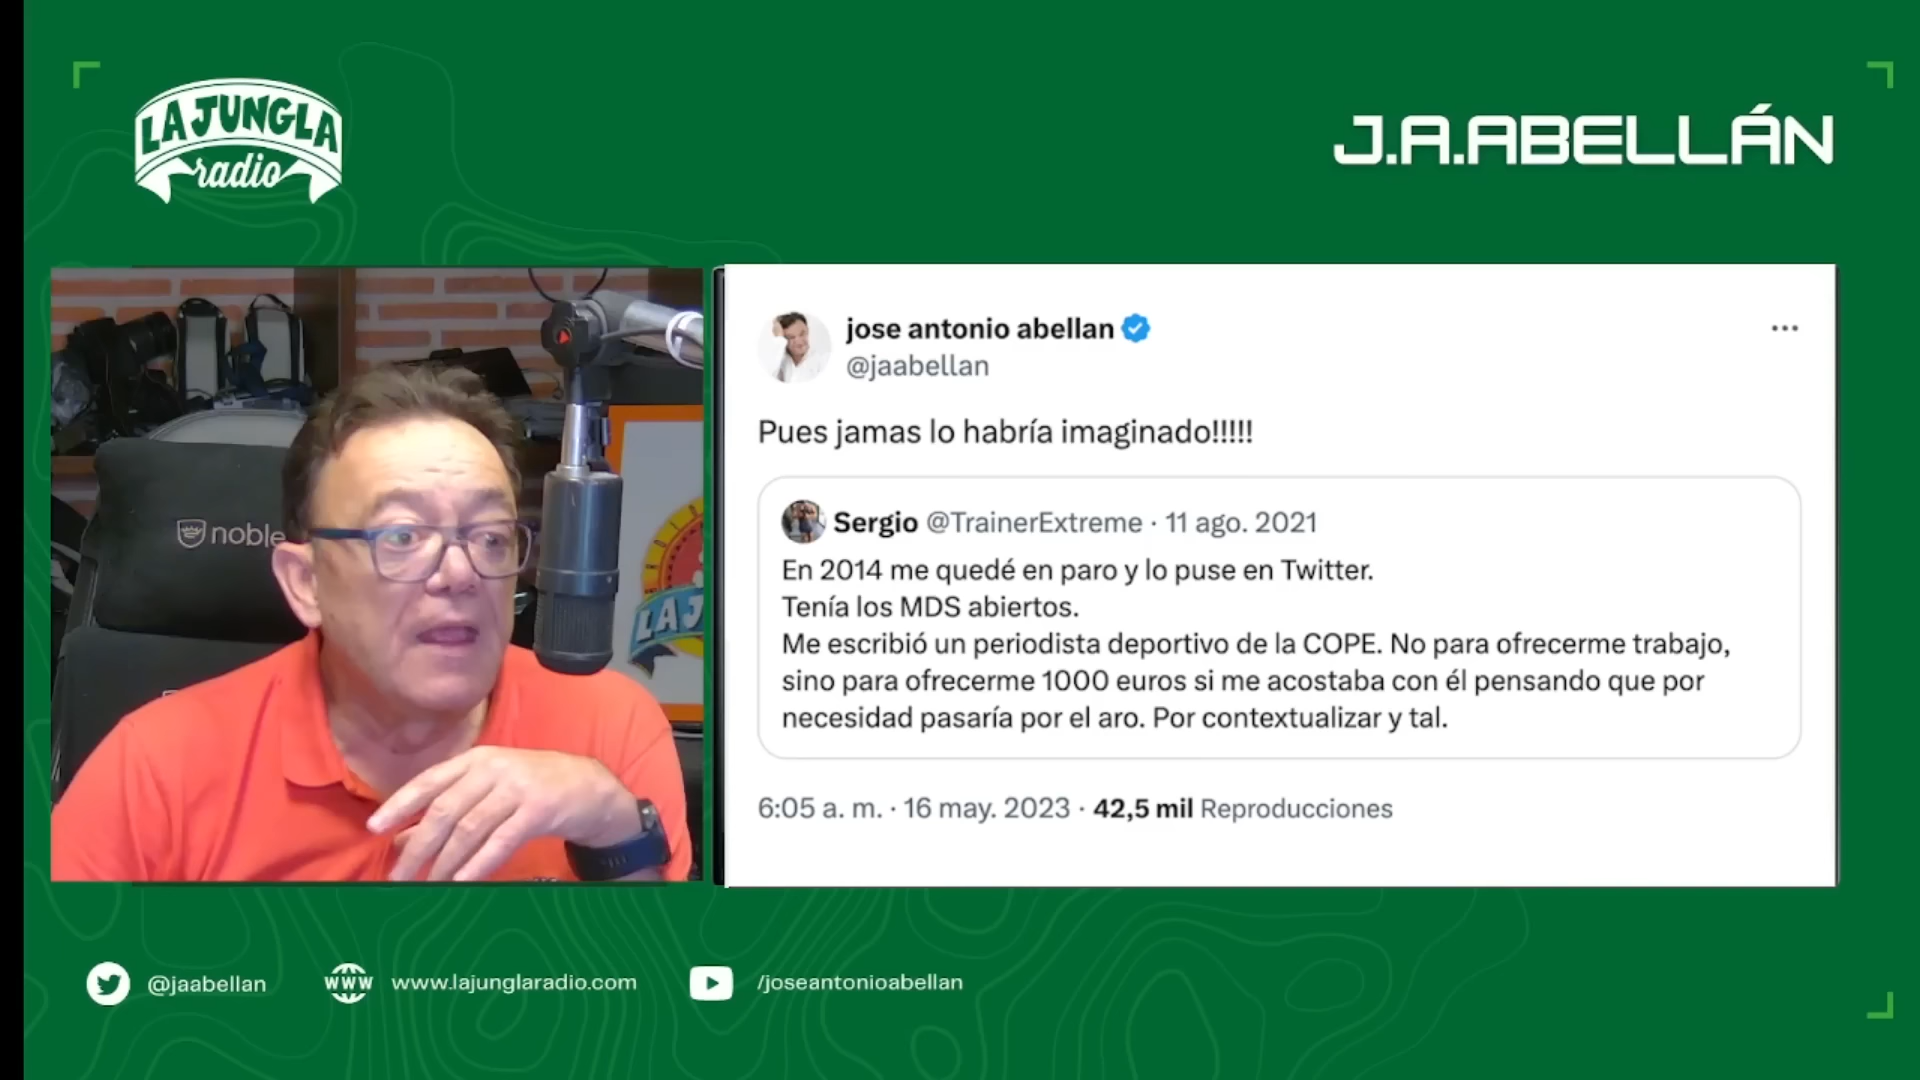 LA JUNGLA
radio
J.A.ABELLÁN
noble
LA J
jose antonio abellan
@jaabellan
Pues jamas lo habría imaginado!!!!!
Sergio @TrainerExtreme · 11 ago. 2021
En 2014 me quedé en paro y lo puse en Twitter.
Tenía los MDS abiertos.
Me escribió un periodista deportivo de la COPE. No para ofrecerme trabajo,
sino para ofrecerme 1000 euros si me acostaba con él pensando que por
necesidad pasaría por el aro. Por contextualizar y tal.
6:05 a. m. · 16 may. 2023 · 42,5 mil Reproducciones
@jaabellan
www
www.lajunglaradio.com
/joseantonioabellan